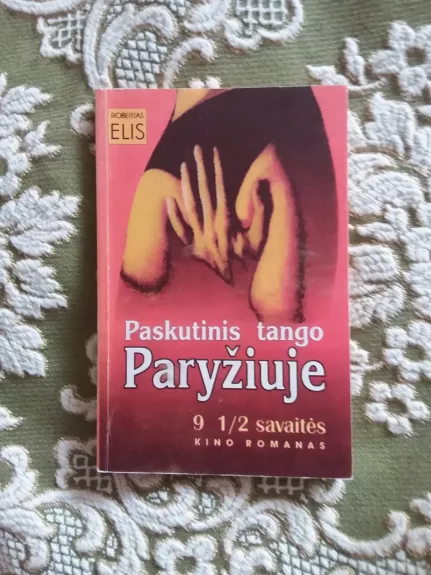 ROBERTAS
ELIS
Paskutinis tango
Paryžiuje
9 1/2 savaitės
KINO ROMANAS